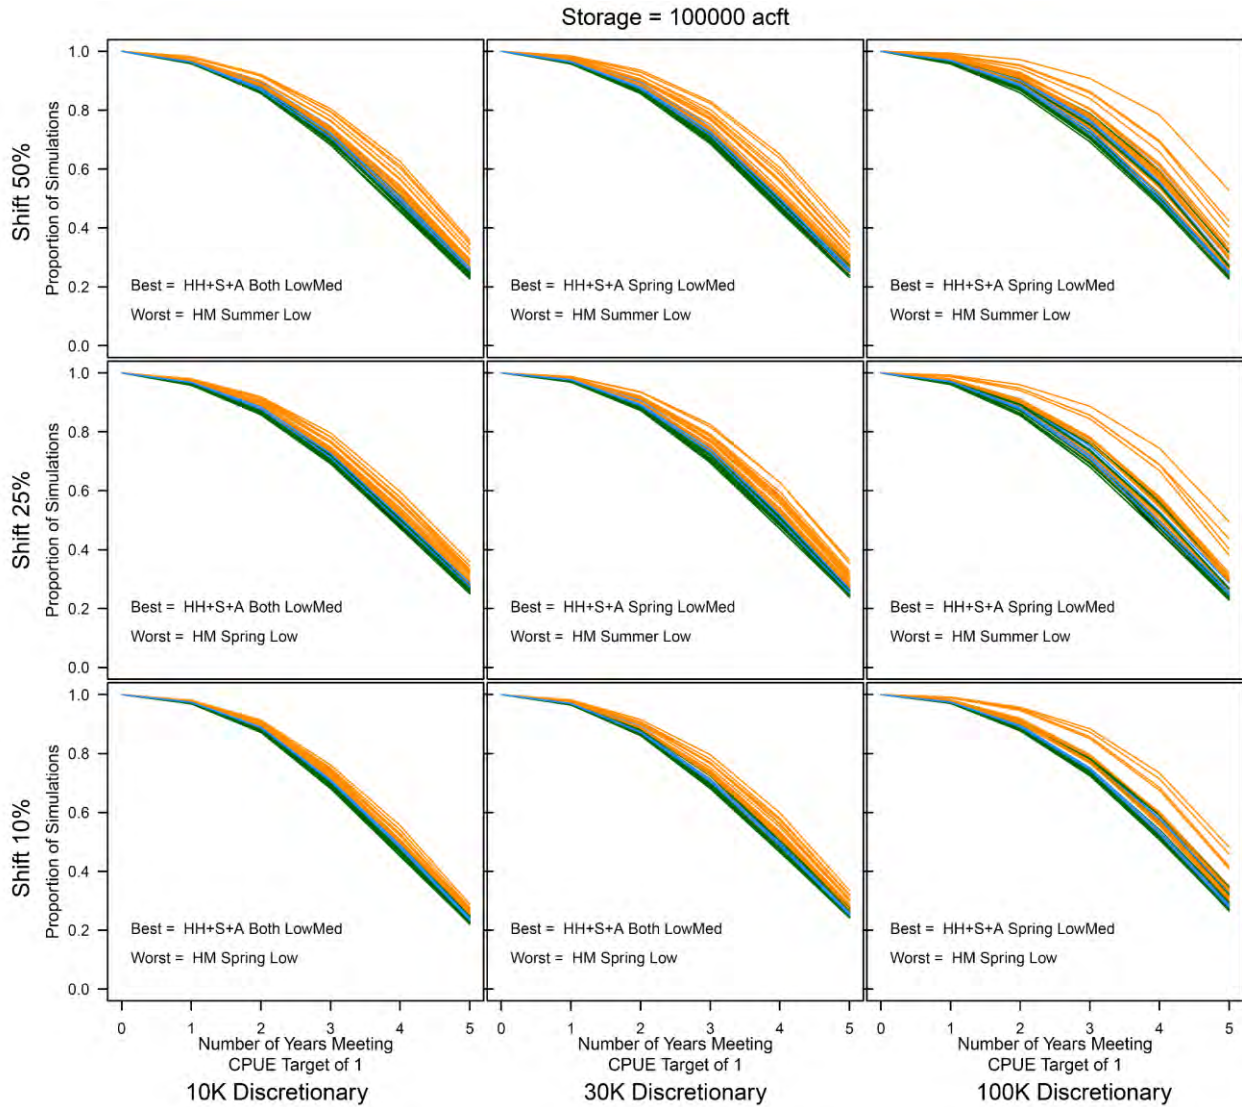 Storage = 100000 acft
Shift 50%
Proportion of Simulations
1.0
0.8
0.6
0.4
0.2
0.0
Best = HH+S+A Both LowMed
Worst = HM Summer Low
Best = HH+S+A Spring LowMed
Worst = HM Summer Low
Best = HH+S+A Spring LowMed
Worst = HM Summer Low
Shift 25%
Proportion of Simulations
1.0
0.8
0.6
0.4
0.2
0.0
Best = HH+S+A Both LowMed
Worst = HM Spring Low
Best = HH+S+A Spring LowMed
Worst = HM Summer Low
Best = HH+S+A Spring LowMed
Worst = HM Summer Low
Shift 10%
Proportion of Simulations
1.0
0.8
0.6
0.4
0.2
0.0
Best = HH+S+A Both LowMed
Worst = HM Spring Low
Best = HH+S+A Both LowMed
Worst = HM Spring Low
Best = HH+S+A Spring LowMed
Worst = HM Spring Low
0 1 2 3 4 5
Number of Years Meeting
CPUE Target of 1
10K Discretionary
0 1 2 3 4 5
Number of Years Meeting
CPUE Target of 1
30K Discretionary
0 1 2 3 4 5
Number of Years Meeting
CPUE Target of 1
100K Discretionary